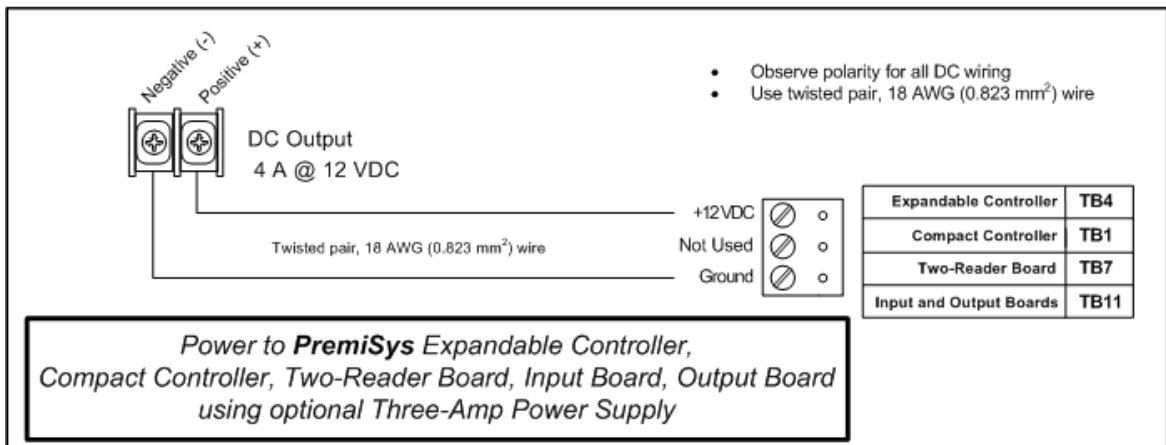 Negative (-)
Positive (+)
DC Output
4 A @ 12 VDC
• Observe polarity for all DC wiring
• Use twisted pair, 18 AWG (0.823 mm²) wire
+12VDC
Not Used
Ground
Twisted pair, 18 AWG (0.823 mm²) wire
Expandable Controller TB4
Compact Controller TB1
Two-Reader Board TB7
Input and Output Boards TB11
Power to PremiSys Expandable Controller,
Compact Controller, Two-Reader Board, Input Board, Output Board
using optional Three-Amp Power Supply